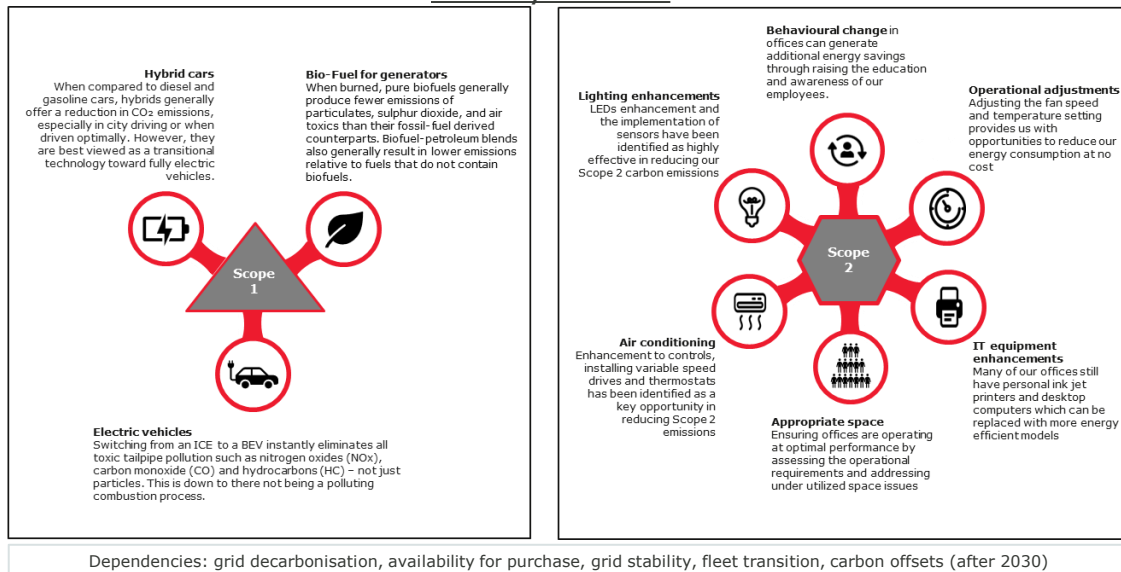 Hybrid cars
When compared to diesel and
gasoline cars, hybrids generally
offer a reduction in CO₂ emissions,
especially in city driving or when
driven optimally. However, they
are best viewed as a transitional
technology toward fully electric
vehicles.
Bio-Fuel for generators
When burned, pure biofuels generally
produce fewer emissions of
particulates, sulphur dioxide, and air
toxics than their fossil-fuel derived
counterparts. Biofuel-petroleum blends
also generally result in lower emissions
relative to fuels that do not contain
biofuels.
Scope
1
Electric vehicles
Switching from an ICE to a BEV instantly eliminates all
toxic tailpipe pollution such as nitrogen oxides (NOx),
carbon monoxide (CO) and hydrocarbons (HC) – not just
particles. This is down to there not being a polluting
combustion process.
Behavioural change in
offices can generate
additional energy savings
through raising the education
and awareness of our
employees.
Lighting enhancements
LEDs enhancement and
the implementation of
sensors have been
identified as highly
effective in reducing our
Scope 2 carbon emissions
Operational adjustments
Adjusting the fan speed
and temperature setting
provides us with
opportunities to reduce our
energy consumption at no
cost
Scope
2
Air conditioning
Enhancement to controls,
installing variable speed
drives and thermostats
has been identified as a
key opportunity in
reducing Scope 2
emissions
Appropriate space
Ensuring offices are operating
at optimal performance by
assessing the operational
requirements and addressing
under utilized space issues
IT equipment
enhancements
Many of our offices still
have personal ink jet
printers and desktop
computers which can be
replaced with more energy
efficient models
Dependencies: grid decarbonisation, availability for purchase, grid stability, fleet transition, carbon offsets (after 2030)